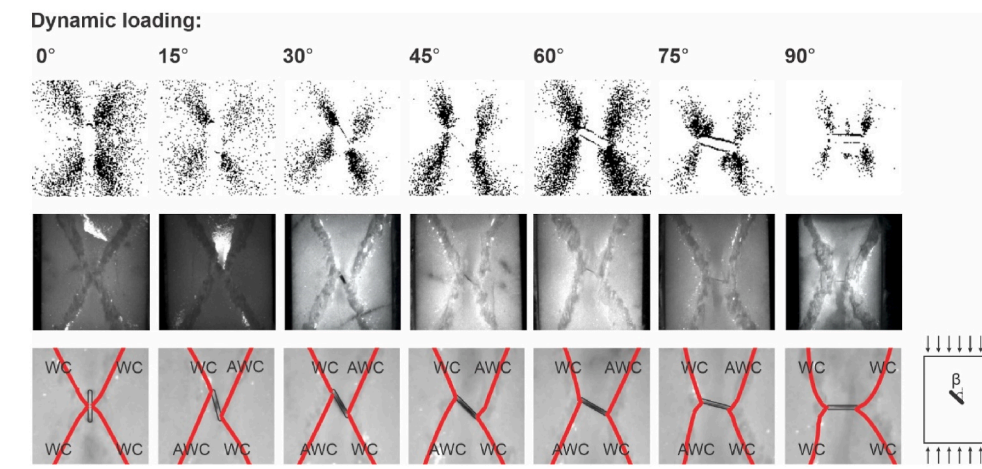 Dynamic loading:
0° 15° 30° 45° 60° 75° 90°
WC WC WC AWC WC AWC WC AWC WC AWC WC AWC WC WC
β
WC WC AWC WC AWC WC AWC WC AWC WC AWC WC WC WC